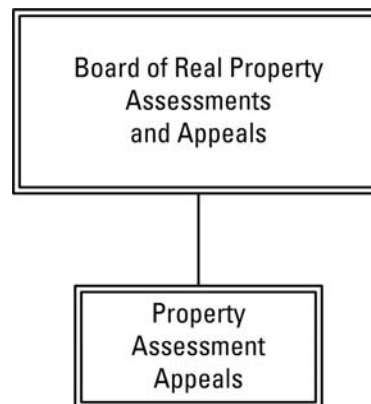 Board of Real Property
Assessments
and Appeals
Property
Assessment
Appeals